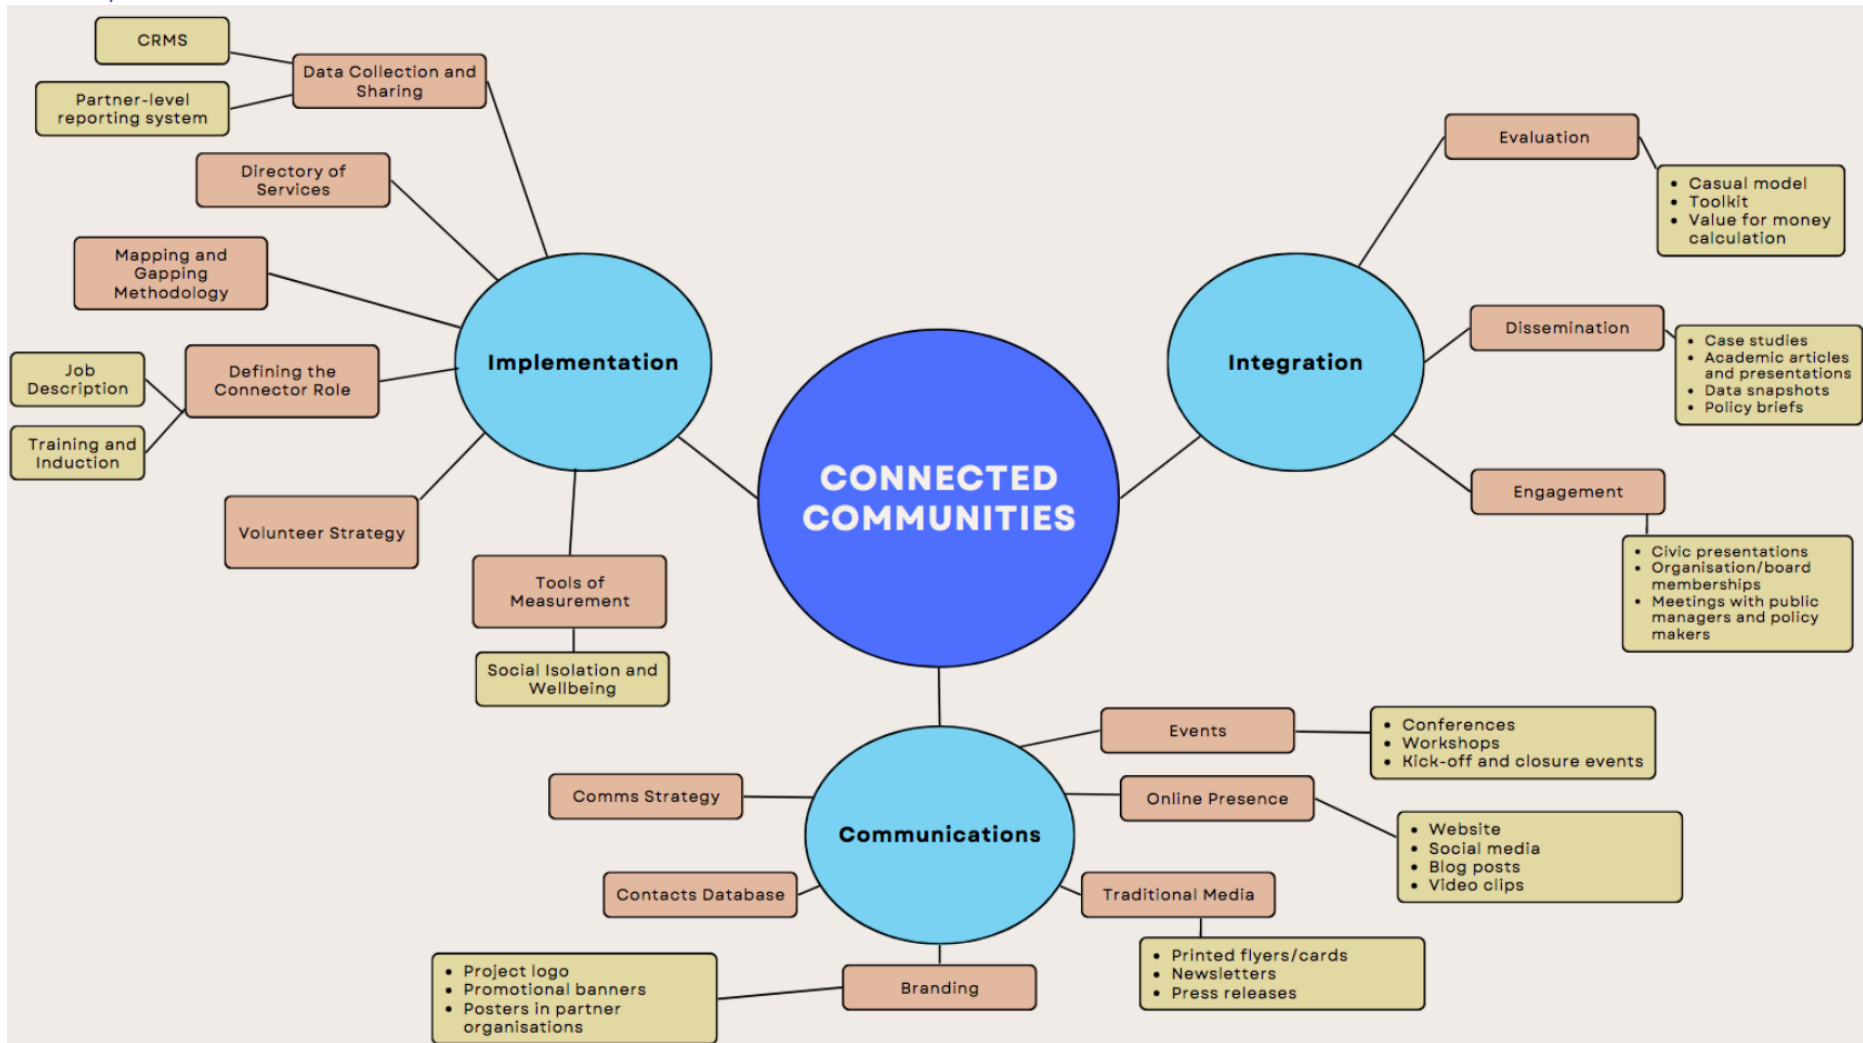 CRMS
Data Collection and
Sharing
Partner-level
reporting system
Directory of
Services
Mapping and
Gapping
Methodology
Implementation
Defining the
Connector Role
Job
Description
Training and
Induction
Volunteer Strategy
Tools of
Measurement
Social Isolation and
Wellbeing
CONNECTED
COMMUNITIES
Integration
Evaluation
• Casual model
• Toolkit
• Value for money
calculation
Dissemination
• Case studies
• Academic articles
and presentations
• Data snapshots
• Policy briefs
Engagement
• Civic presentations
• Organisation/board
memberships
• Meetings with public
managers and policy
makers
Communications
Events
• Conferences
• Workshops
• Kick-off and closure events
Comms Strategy
Online Presence
• Website
• Social media
• Blog posts
• Video clips
Contacts Database
Traditional Media
• Printed flyers/cards
• Newsletters
• Press releases
Branding
• Project logo
• Promotional banners
• Posters in partner
organisations